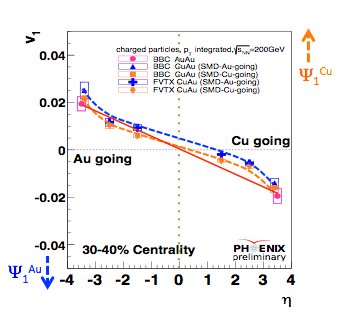 v1
0.04
0.02
0
-0.02
-0.04
charged particles, pT integrated, √sNN=200GeV
BBC AuAu
BBC CuAu (SMD-Au-going)
BBC CuAu (SMD-Cu-going)
FVTX CuAu (SMD-Au-going)
FVTX CuAu (SMD-Cu-going)
Ψ1Cu
Cu going
Au going
30-40% Centrality
PHENIX
preliminary
Ψ1Au
-4 -3 -2 -1 0 1 2 3 4
η